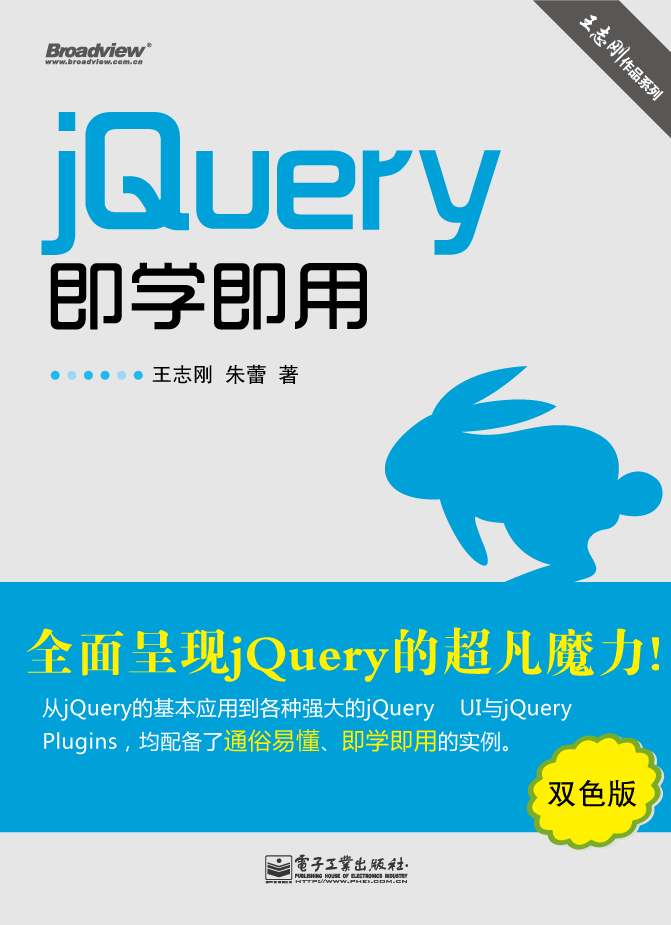 Broadview®
www.broadview.com.cn
王志刚作品系列
jQuery
即学即用
王志刚 朱蕾 著
全面呈现jQuery的超凡魔力!
从jQuery的基本应用到各种强大的jQuery UI与jQuery
Plugins，均配备了通俗易懂、即学即用的实例。
双色版
電子工業出版社·
PUBLISHING HOUSE OF ELECTRONICS INDUSTRY
HTTP://WWW.PHEI.COM.CN